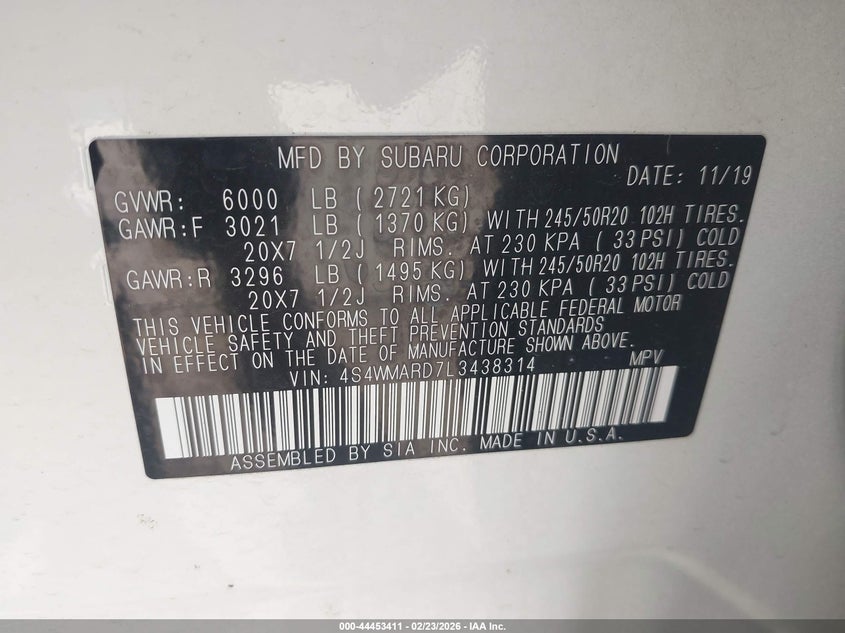 MFD BY SUBARU CORPORATION
DATE: 11/19
GVWR: 6000 LB ( 2721 KG)
GAWR:F 3021 LB ( 1370 KG) WITH 245/50R20 102H TIRES.
20X7 1/2J RIMS. AT 230 KPA ( 33 PSI) COLD
GAWR:R 3296 LB ( 1495 KG) WITH 245/50R20 102H TIRES.
20X7 1/2J RIMS. AT 230 KPA ( 33 PSI) COLD
THIS VEHICLE CONFORMS TO ALL APPLICABLE FEDERAL MOTOR
VEHICLE SAFETY AND THEFT PREVENTION STANDARDS
IN EFFECT ON THE DATE OF MANUFACTURE SHOWN ABOVE.
VIN: 4S4WMARD7L3438314 MPV
ASSEMBLED BY SIA INC. MADE IN U.S.A.
000-44453411 - 02/23/2026 - IAA Inc.